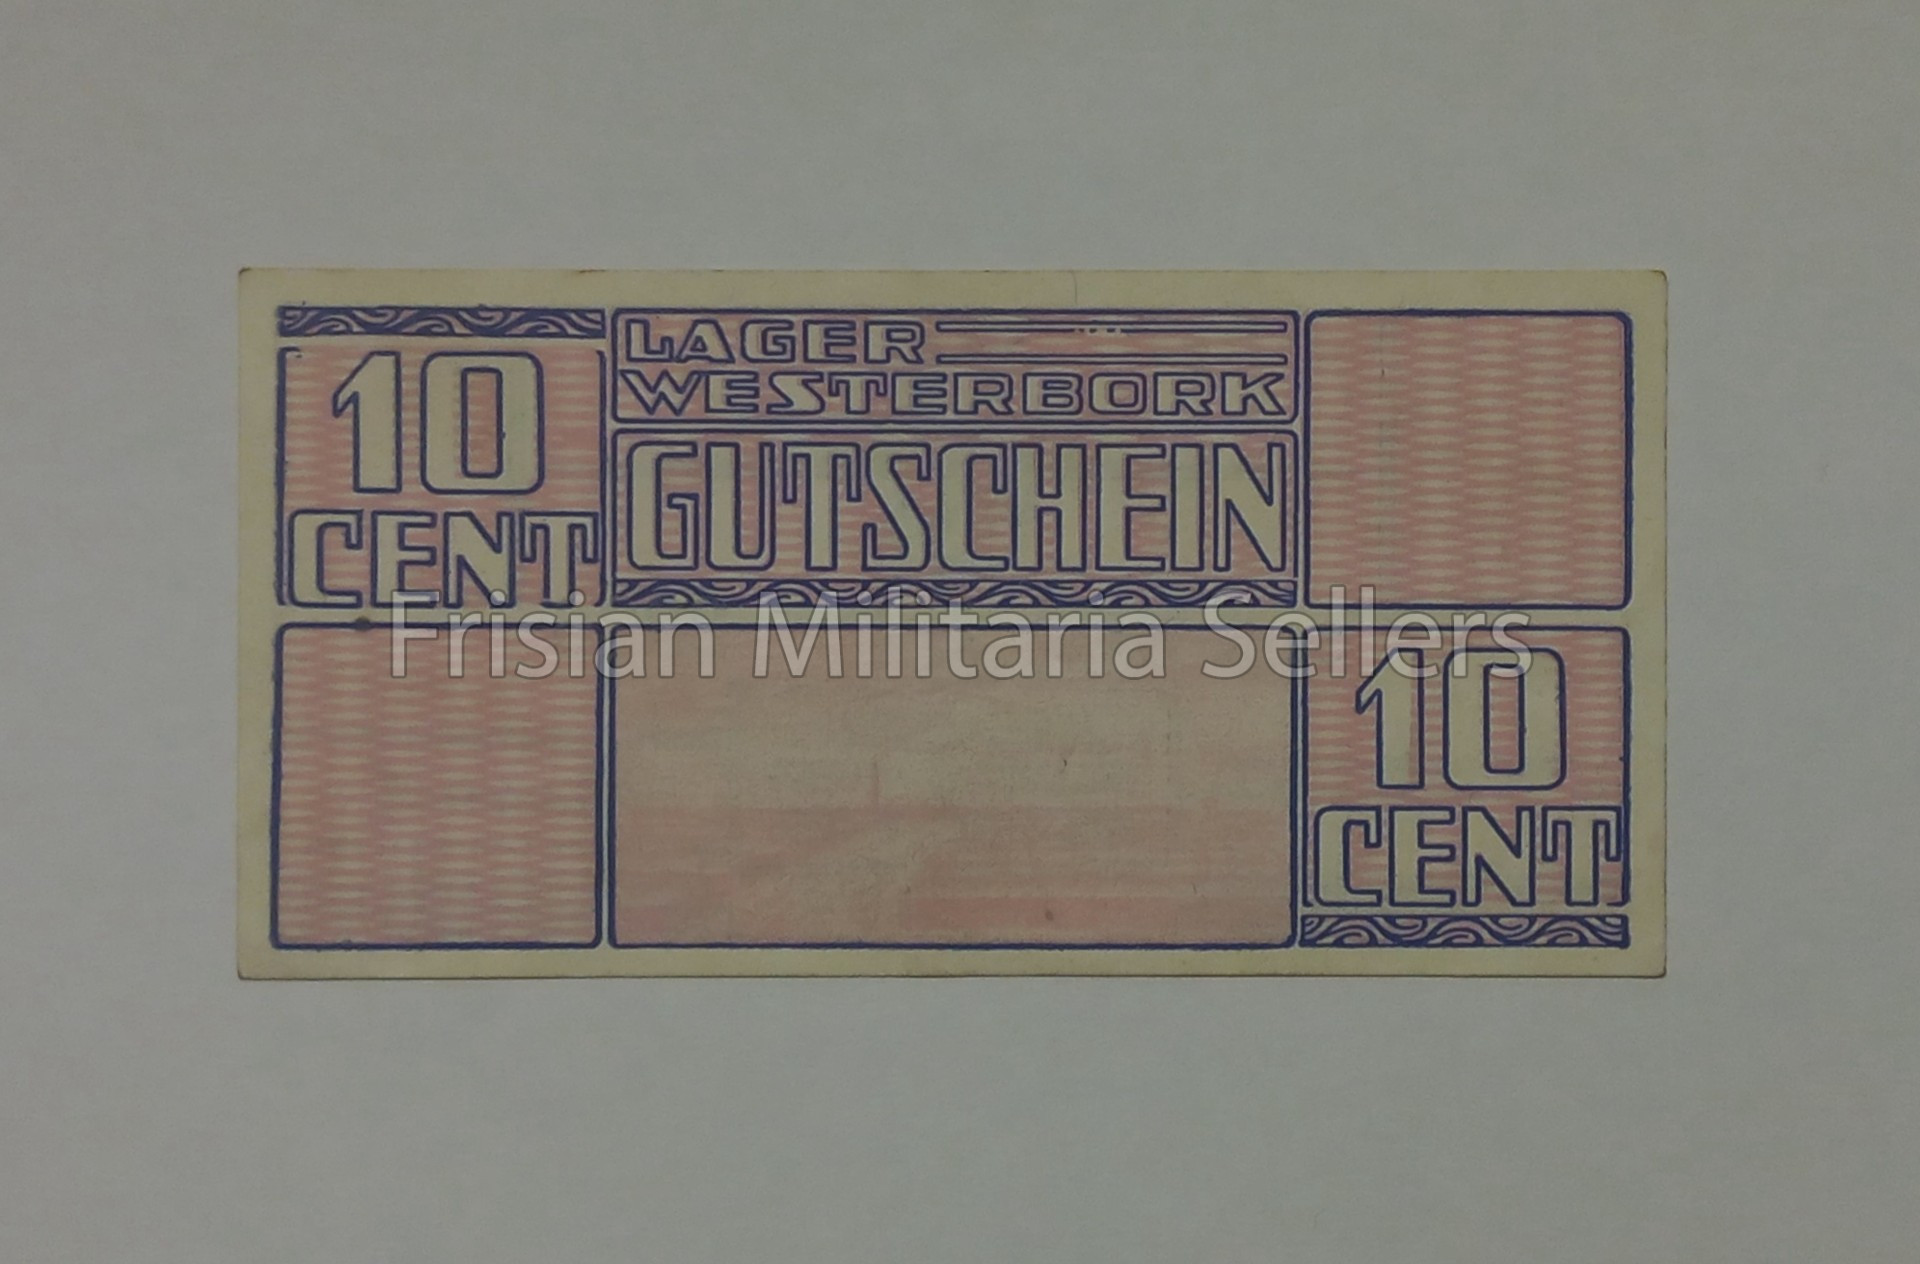 10
CENT
LAGER
WESTERBORK
GUTSCHEIN
Frisian Militaria Sellers
10
CENT